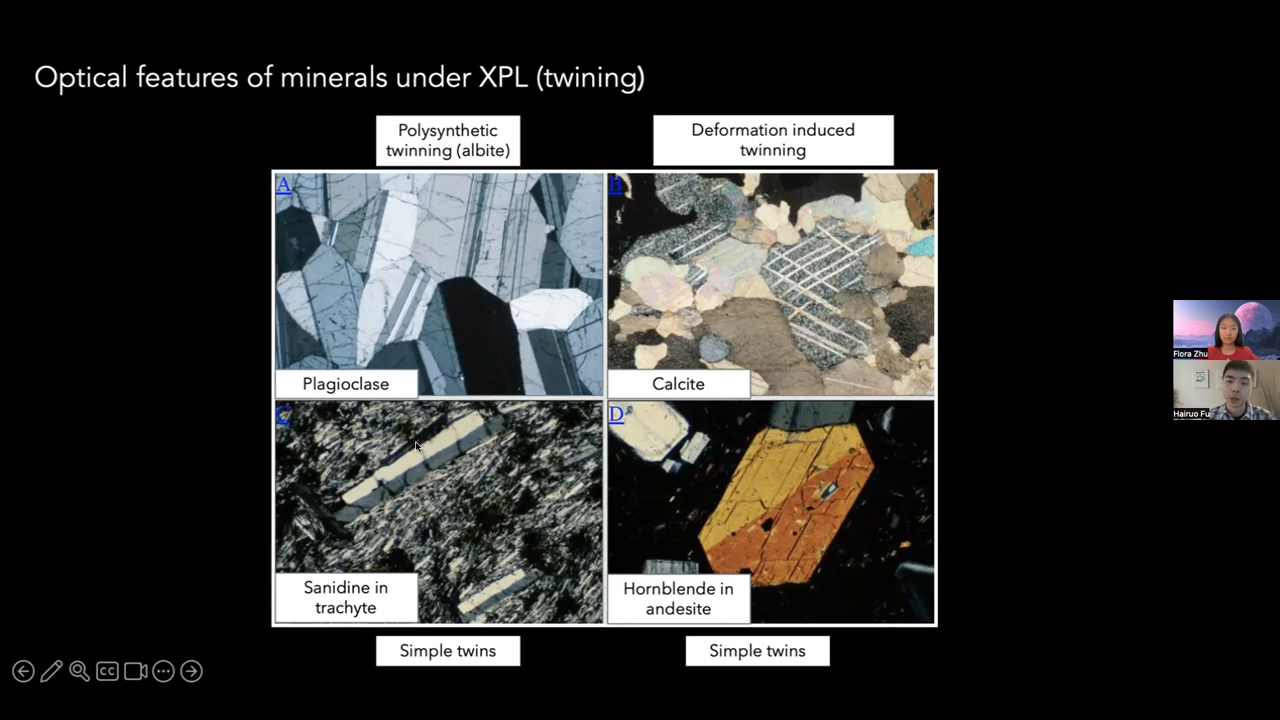 Optical features of minerals under XPL (twining)
Polysynthetic
twinning (albite)
Deformation induced
twinning
A
B
Plagioclase
Calcite
C
D
Sanidine in
trachyte
Hornblende in
andesite
Simple twins
Simple twins
CC
Flora Zhu
Hairuo Fu